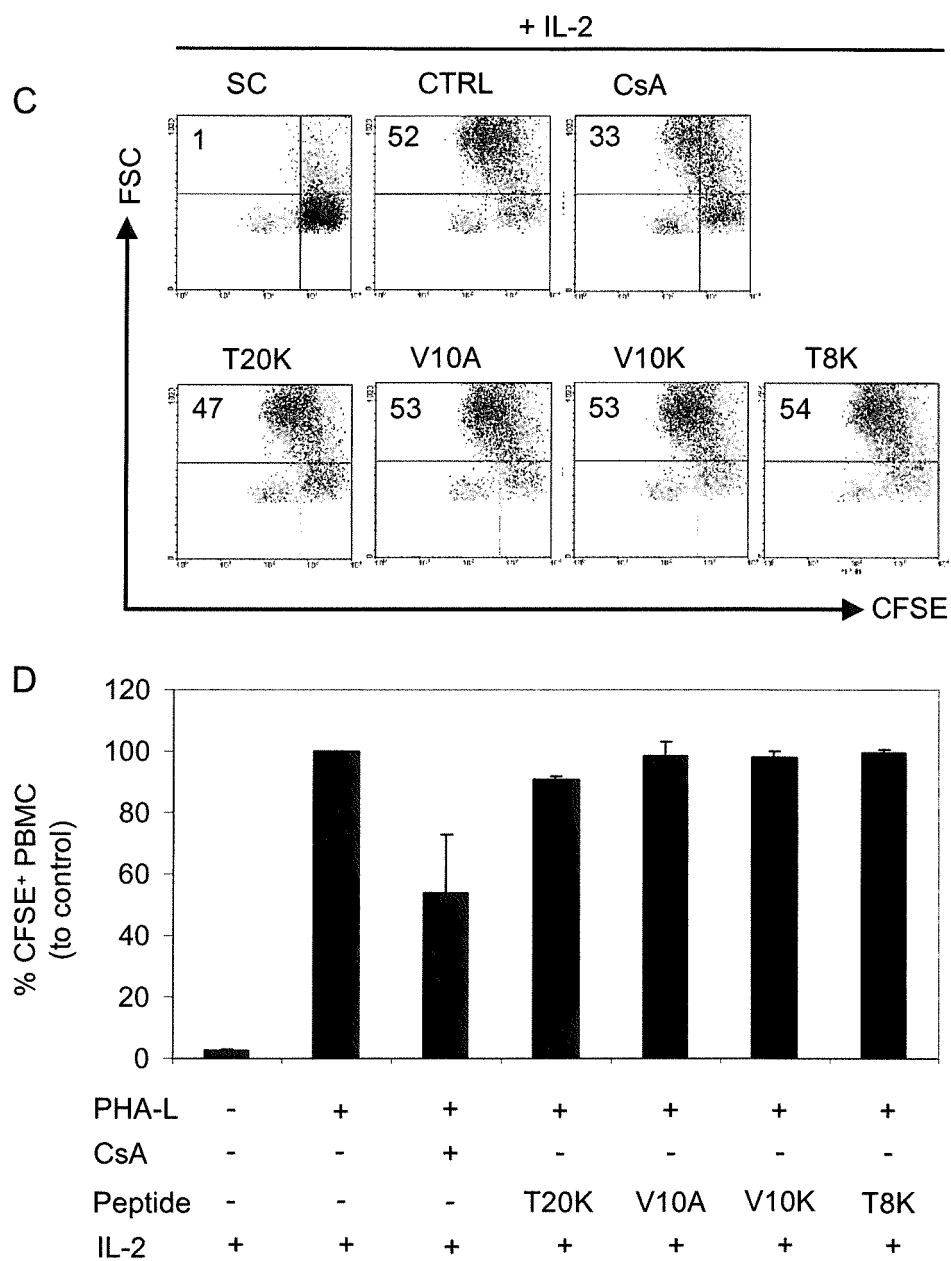 + IL-2
C
SC CTRL CsA
FSC
1 52 33
T20K V10A V10K T8K
47 53 53 54
CFSE
D
% CFSE+ PBMC
(to control)
120
100
80
60
40
20
0
PHA-L - + + + + + +
CsA - - + - - - -
Peptide - - - T20K V10A V10K T8K
IL-2 + + + + + + +